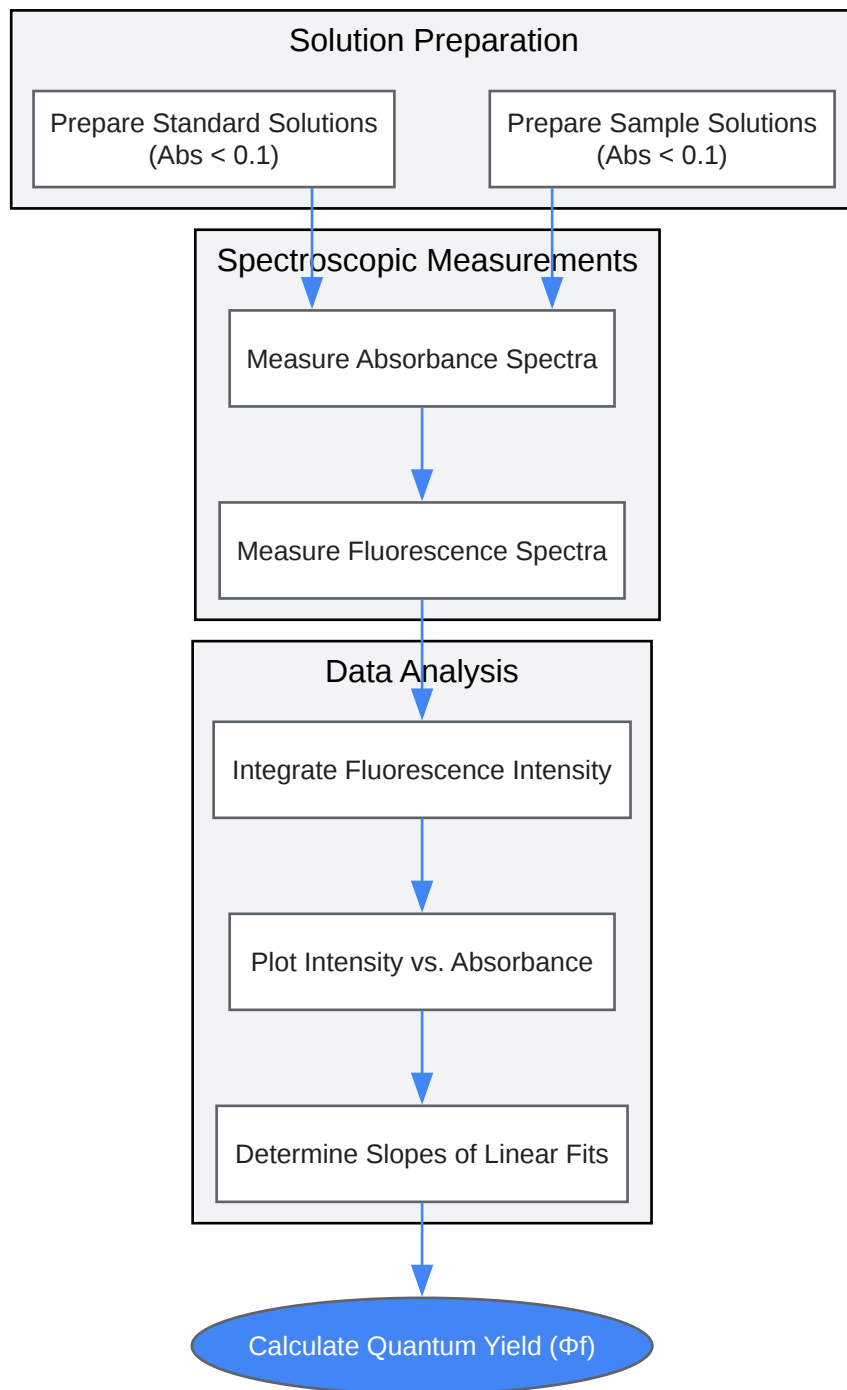 Solution Preparation
Prepare Standard Solutions
(Abs < 0.1)
Prepare Sample Solutions
(Abs < 0.1)
Spectroscopic Measurements
Measure Absorbance Spectra
Measure Fluorescence Spectra
Data Analysis
Integrate Fluorescence Intensity
Plot Intensity vs. Absorbance
Determine Slopes of Linear Fits
Calculate Quantum Yield (Φf)